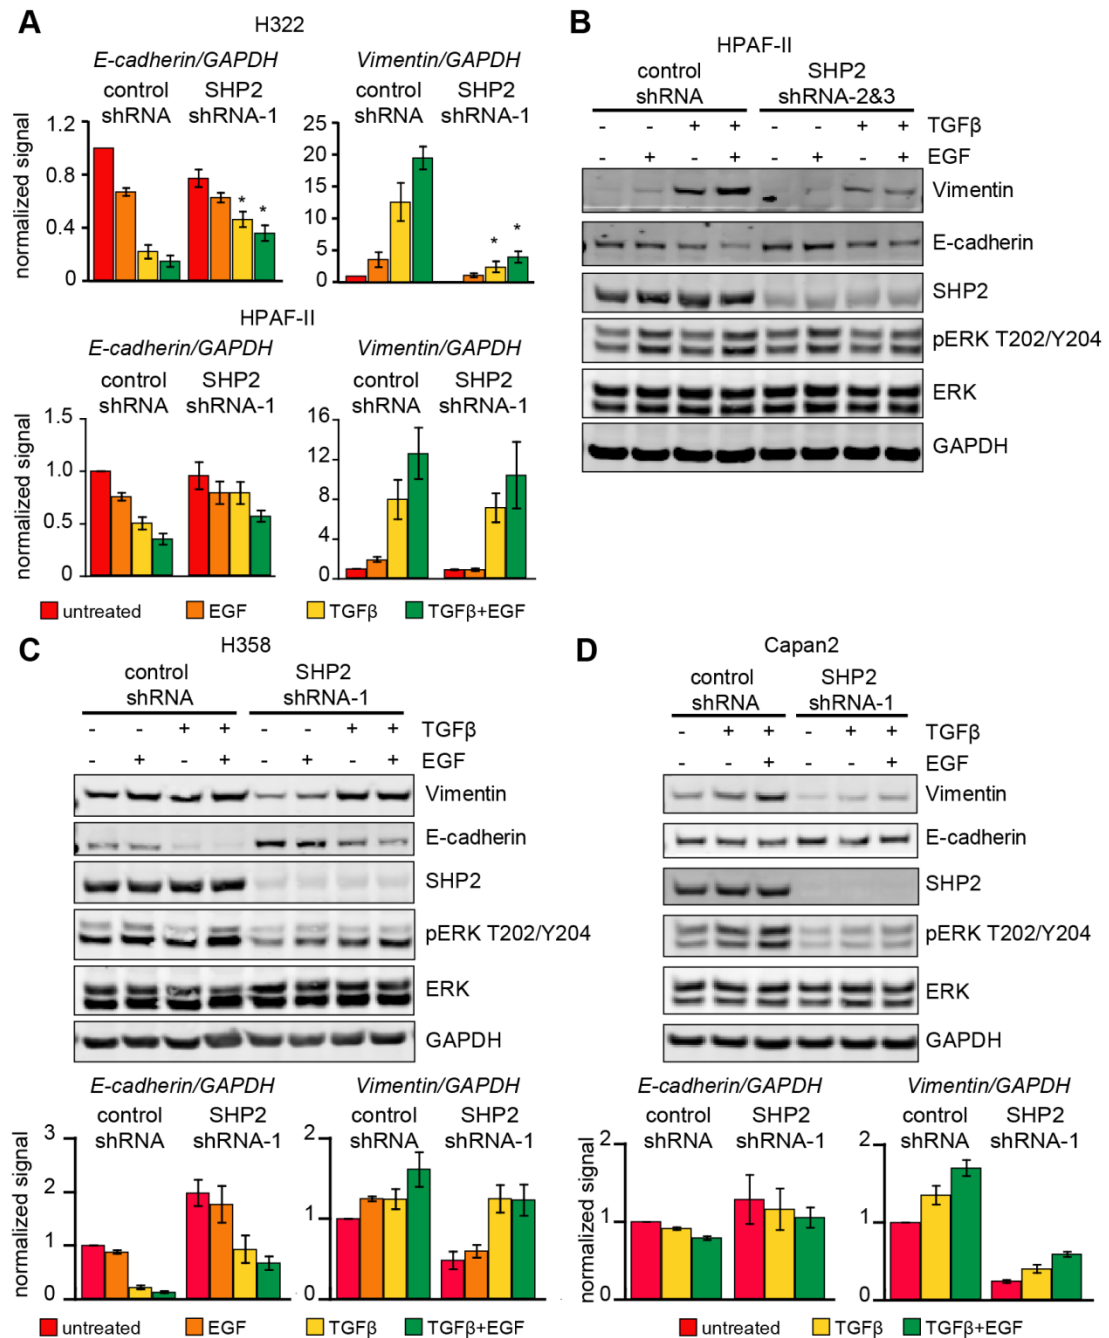 A
H322
E-cadherin/GAPDH
Vimentin/GAPDH
control
shRNA
SHP2
shRNA-1
control
shRNA
SHP2
shRNA-1
normalized signal
1.2
0.8
0.4
0
* *
25
20
15
10
5
0
* *
HPAF-II
E-cadherin/GAPDH
Vimentin/GAPDH
control
shRNA
SHP2
shRNA-1
control
shRNA
SHP2
shRNA-1
normalized signal
1.5
1.0
0.5
0
16
12
8
4
0
untreated EGF TGFβ TGFβ+EGF
B
HPAF-II
control
shRNA
SHP2
shRNA-2&3
- - + + - - + + TGFβ
- + - + - + - + EGF
Vimentin
E-cadherin
SHP2
pERK T202/Y204
ERK
GAPDH
C
H358
control
shRNA
SHP2
shRNA-1
- - + + - - + + TGFβ
- + - + - + - + EGF
Vimentin
E-cadherin
SHP2
pERK T202/Y204
ERK
GAPDH
E-cadherin/GAPDH
Vimentin/GAPDH
control
shRNA
SHP2
shRNA-1
control
shRNA
SHP2
shRNA-1
normalized signal
3
2
1
0
2
1
0
untreated EGF TGFβ TGFβ+EGF
D
Capan2
control
shRNA
SHP2
shRNA-1
- + + - + + TGFβ
- - + - - + EGF
Vimentin
E-cadherin
SHP2
pERK T202/Y204
ERK
GAPDH
E-cadherin/GAPDH
Vimentin/GAPDH
control
shRNA
SHP2
shRNA-1
control
shRNA
SHP2
shRNA-1
normalized signal
2
1
0
2
1
0
untreated TGFβ TGFβ+EGF